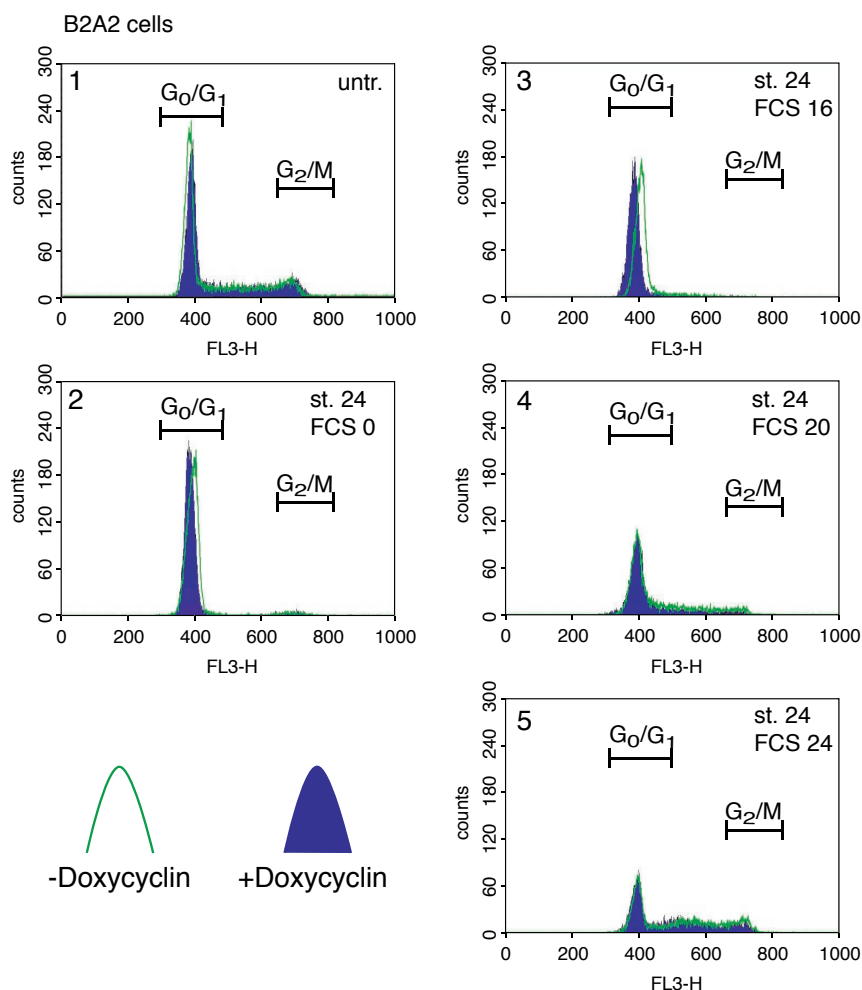 B2A2 cells
1
untr.
G0/G1
G2/M
counts
300
240
180
120
60
0
0 200 400 600 800 1000
FL3-H
2
st. 24
FCS 0
G0/G1
G2/M
counts
300
240
180
120
60
0
0 200 400 600 800 1000
FL3-H
3
st. 24
FCS 16
G0/G1
G2/M
counts
300
240
180
120
60
0
0 200 400 600 800 1000
FL3-H
4
st. 24
FCS 20
G0/G1
G2/M
counts
300
240
180
120
60
0
0 200 400 600 800 1000
FL3-H
5
st. 24
FCS 24
G0/G1
G2/M
counts
300
240
180
120
60
0
0 200 400 600 800 1000
FL3-H
-Doxycyclin
+Doxycyclin